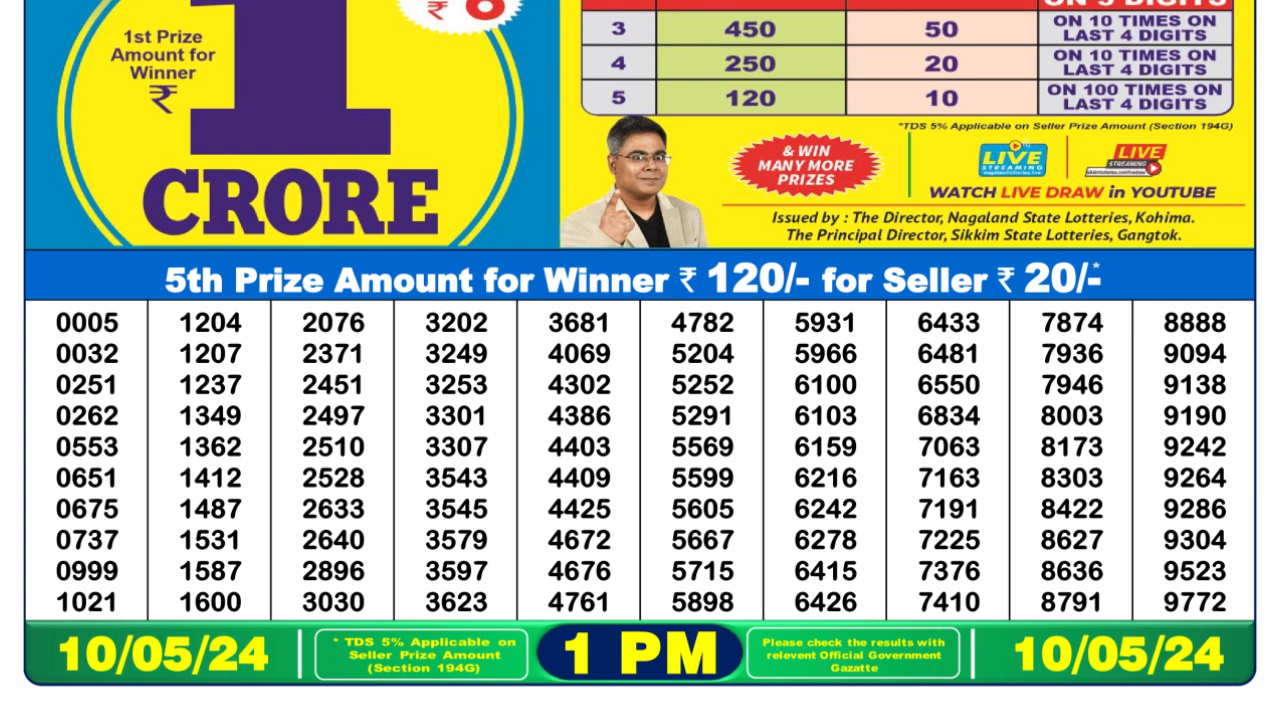 ON 5 DIGITS
1st Prize
Amount for
Winner
₹
₹ 6
1
CRORE
3 450 50 ON 10 TIMES ON LAST 4 DIGITS
4 250 20 ON 10 TIMES ON LAST 4 DIGITS
5 120 10 ON 100 TIMES ON LAST 4 DIGITS
*TDS 5% Applicable on Seller Prize Amount (Section 194G)
& WIN
MANY MORE
PRIZES
LIVE
STREAMING
LIVE
STREAMING
WATCH LIVE DRAW in YOUTUBE
Issued by : The Director, Nagaland State Lotteries, Kohima.
The Principal Director, Sikkim State Lotteries, Gangtok.
5th Prize Amount for Winner ₹ 120/- for Seller ₹ 20/-*
0005 1204 2076 3202 3681 4782 5931 6433 7874 8888
0032 1207 2371 3249 4069 5204 5966 6481 7936 9094
0251 1237 2451 3253 4302 5252 6100 6550 7946 9138
0262 1349 2497 3301 4386 5291 6103 6834 8003 9190
0553 1362 2510 3307 4403 5569 6159 7063 8173 9242
0651 1412 2528 3543 4409 5599 6216 7163 8303 9264
0675 1487 2633 3545 4425 5605 6242 7191 8422 9286
0737 1531 2640 3579 4672 5667 6278 7225 8627 9304
0999 1587 2896 3597 4676 5715 6415 7376 8636 9523
1021 1600 3030 3623 4761 5898 6426 7410 8791 9772
10/05/24
* TDS 5% Applicable on
Seller Prize Amount
(Section 194G)
1 PM
Please check the results with
relevent Official Government
Gazatte
10/05/24